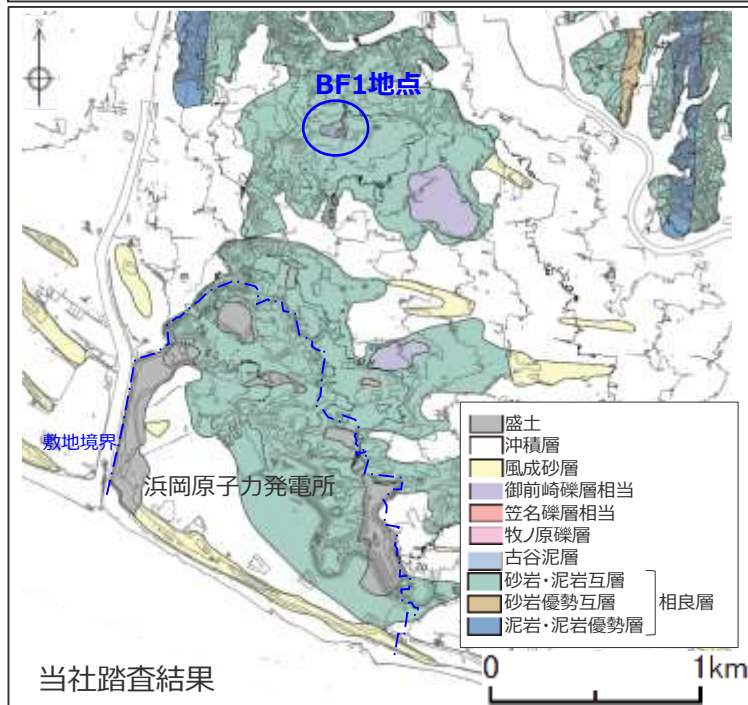 BF1地点
敷地境界
浜岡原子力発電所
盛土
沖積層
風成砂層
御前崎礫層相当
笠名礫層相当
牧ノ原礫層
古谷泥層
砂岩・泥岩互層
砂岩優勢互層
相良層
泥岩・泥岩優勢層
当社踏査結果
0 1km